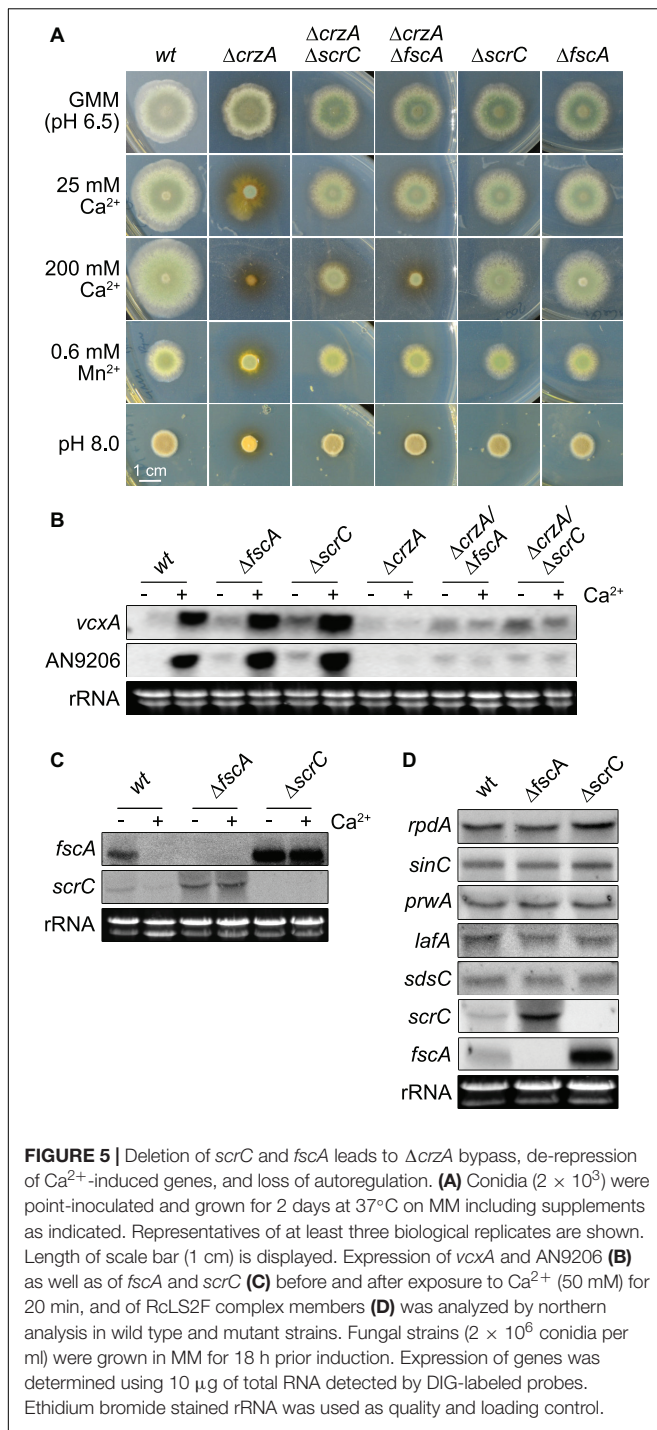 A
wt ΔcrzA ΔcrzA ΔscrC ΔcrzA ΔfscA ΔscrC ΔfscA
GMM (pH 6.5)
25 mM Ca²⁺
200 mM Ca²⁺
0.6 mM Mn²⁺
pH 8.0
1 cm
B
wt ΔfscA ΔscrC ΔcrzA ΔcrzA/ΔfscA ΔcrzA/ΔscrC
- + - + - + - + - + - + Ca²⁺
vcxA
AN9206
rRNA
C
wt ΔfscA ΔscrC
- + - + - + Ca²⁺
fscA
scrC
rRNA
D
wt ΔfscA ΔscrC
rpdA
sinC
prwA
lafA
sdsC
scrC
fscA
rRNA
FIGURE 5 | Deletion of scrC and fscA leads to ΔcrzA bypass, de-repression
of Ca²⁺-induced genes, and loss of autoregulation. (A) Conidia (2 × 10³) were
point-inoculated and grown for 2 days at 37°C on MM including supplements
as indicated. Representatives of at least three biological replicates are shown.
Length of scale bar (1 cm) is displayed. Expression of vcxA and AN9206 (B)
as well as of fscA and scrC (C) before and after exposure to Ca²⁺ (50 mM) for
20 min, and of RcLS2F complex members (D) was analyzed by northern
analysis in wild type and mutant strains. Fungal strains (2 × 10⁶ conidia per
ml) were grown in MM for 18 h prior induction. Expression of genes was
determined using 10 μg of total RNA detected by DIG-labeled probes.
Ethidium bromide stained rRNA was used as quality and loading control.